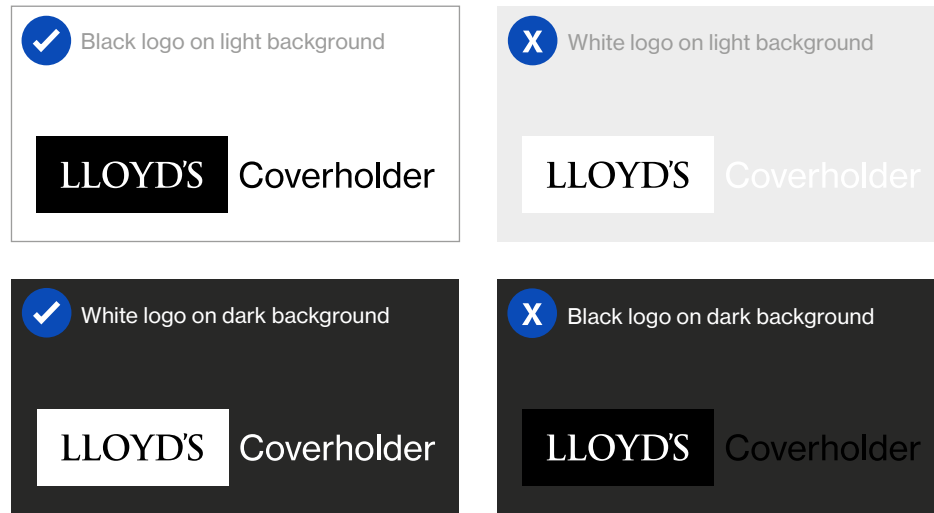 Black logo on light background
LLOYD'S Coverholder
X White logo on light background
LLOYD'S Coverholder
White logo on dark background
LLOYD'S Coverholder
X Black logo on dark background
LLOYD'S Coverholder